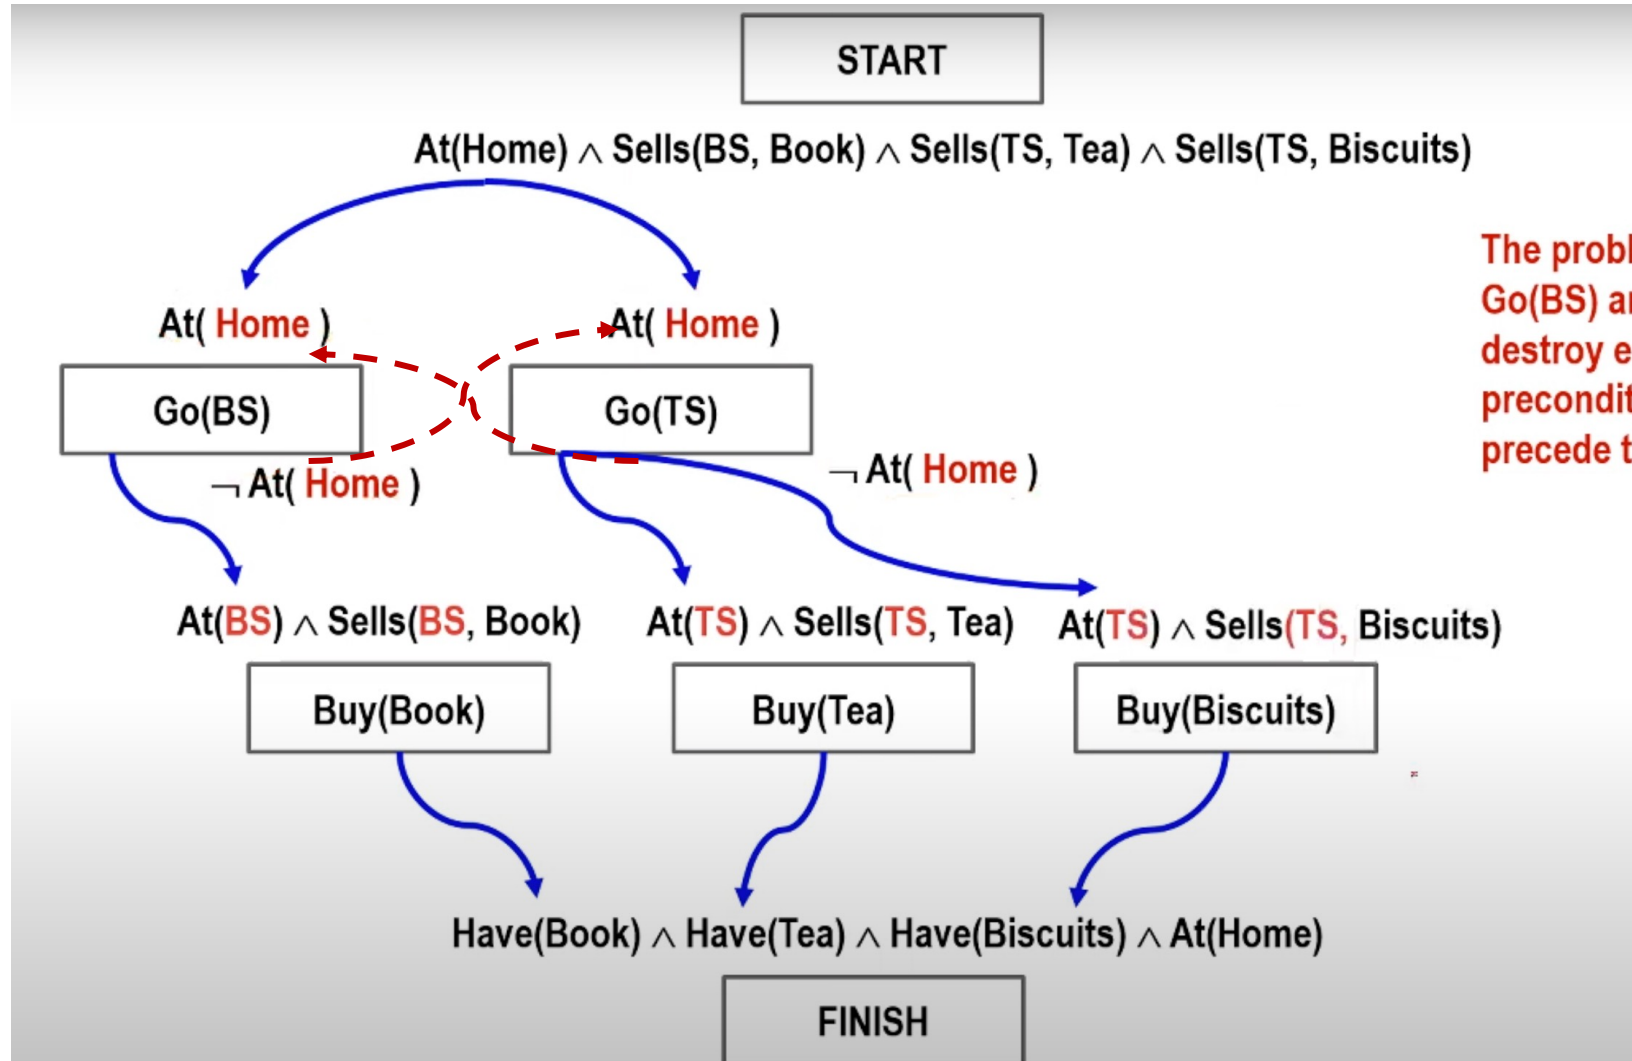 START
At(Home) ∧ Sells(BS, Book) ∧ Sells(TS, Tea) ∧ Sells(TS, Biscuits)
At( Home ) At( Home )
Go(BS) Go(TS)
¬ At( Home ) ¬ At( Home )
At(BS) ∧ Sells(BS, Book) At(TS) ∧ Sells(TS, Tea) At(TS) ∧ Sells(TS, Biscuits)
Buy(Book) Buy(Tea) Buy(Biscuits)
Have(Book) ∧ Have(Tea) ∧ Have(Biscuits) ∧ At(Home)
FINISH
The
Go(BS)
destroy
precede